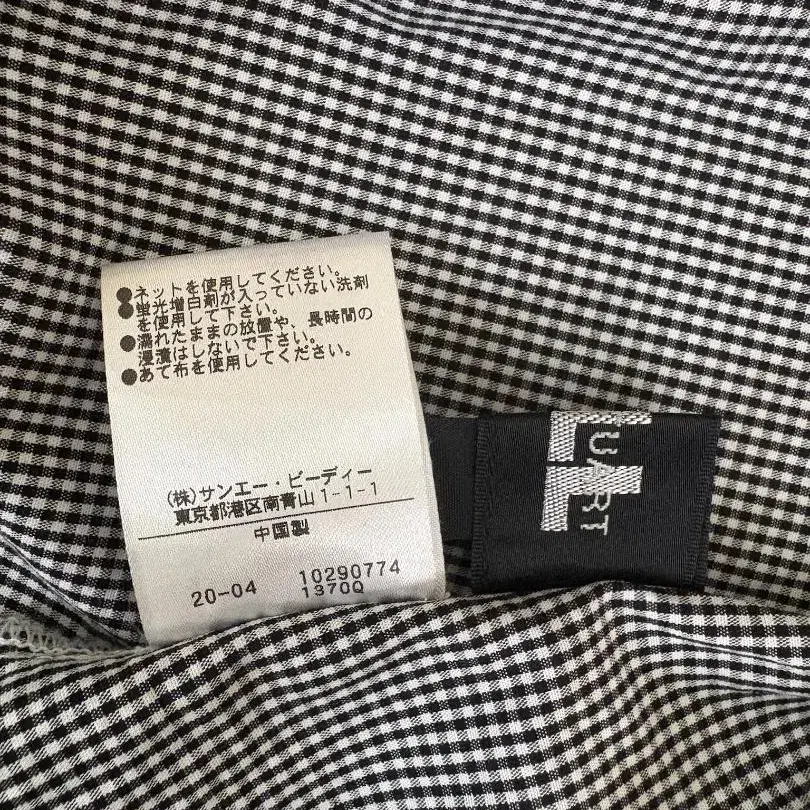 ●ネットを使用してください。
●蛍光増白剤が入っていない洗剤
を使用して下さい。
●濡れたままの放置や、長時間の
浸漬はしないで下さい。
●あて布を使用してください。
(株)サンエー・ビーディー
東京都港区南青山1-1-1
中国製
20-04 10290774
1370Q
UART